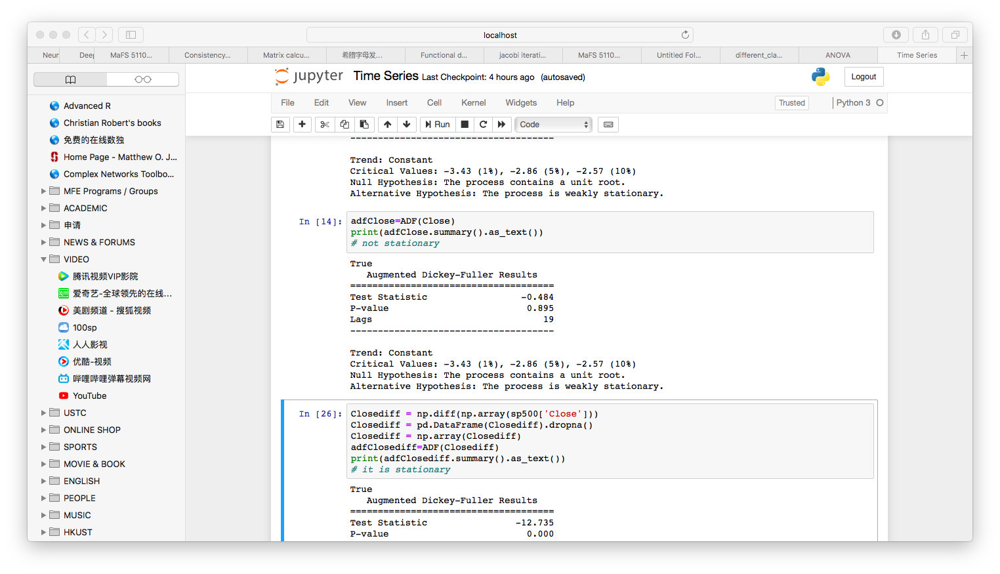 localhost
Neur
Deep
MaFS 5110...
Consistency...
Matrix calcu...
希腊字母发...
Functional d...
jacobi iterati...
MaFS 5110...
Untitled Fol...
different_cla...
ANOVA
Time Series
jupyter Time Series Last Checkpoint: 4 hours ago (autosaved)
Logout
File Edit View Insert Cell Kernel Widgets Help
Trusted
Python 3
Run
Code
Advanced R
Christian Robert's books
免费的在线数独
Home Page - Matthew O. J...
Complex Networks Toolbo...
MFE Programs / Groups
ACADEMIC
申请
NEWS & FORUMS
VIDEO
腾讯视频VIP影院
爱奇艺-全球领先的在线...
美剧频道 - 搜狐视频
100sp
人人影视
优酷-视频
哔哩哔哩弹幕视频网
YouTube
USTC
ONLINE SHOP
SPORTS
MOVIE & BOOK
ENGLISH
PEOPLE
MUSIC
HKUST
-------------------------------------
Trend: Constant
Critical Values: -3.43 (1%), -2.86 (5%), -2.57 (10%)
Null Hypothesis: The process contains a unit root.
Alternative Hypothesis: The process is weakly stationary.
In [14]:
adfClose=ADF(Close)
print(adfClose.summary().as_text())
# not stationary
True
Augmented Dickey-Fuller Results
=====================================
Test Statistic -0.484
P-value 0.895
Lags 19
-------------------------------------
Trend: Constant
Critical Values: -3.43 (1%), -2.86 (5%), -2.57 (10%)
Null Hypothesis: The process contains a unit root.
Alternative Hypothesis: The process is weakly stationary.
In [26]:
Closediff = np.diff(np.array(sp500['Close']))
Closediff = pd.DataFrame(Closediff).dropna()
Closediff = np.array(Closediff)
adfClosediff=ADF(Closediff)
print(adfClosediff.summary().as_text())
# it is stationary
True
Augmented Dickey-Fuller Results
=====================================
Test Statistic -12.735
P-value 0.000